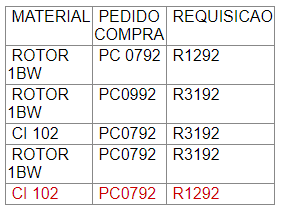 MATERIAL PEDIDO COMPRA REQUISICAO
ROTOR 1BW PC 0792 R1292
ROTOR 1BW PC0992 R3192
CI 102 PC0792 R3192
ROTOR 1BW PC0792 R3192
CI 102 PC0792 R1292